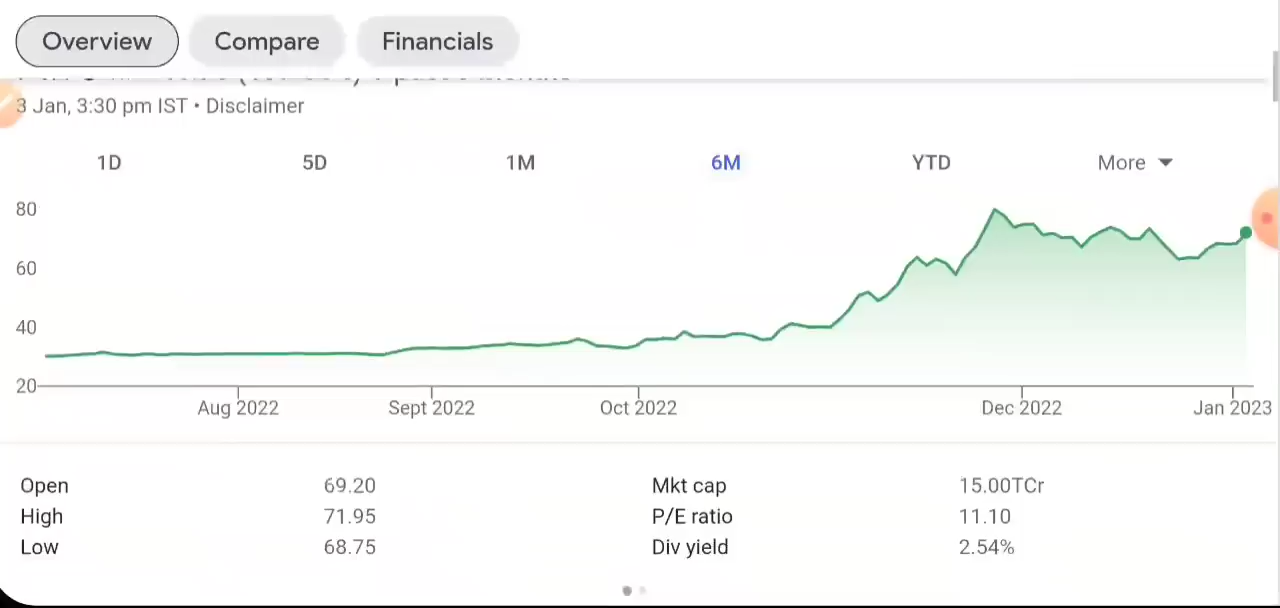 Overview Compare Financials
3 Jan, 3:30 pm IST • Disclaimer
1D 5D 1M 6M YTD More
80
60
40
20
Aug 2022 Sept 2022 Oct 2022 Dec 2022 Jan 2023
Open 69.20 Mkt cap 15.00TCr
High 71.95 P/E ratio 11.10
Low 68.75 Div yield 2.54%